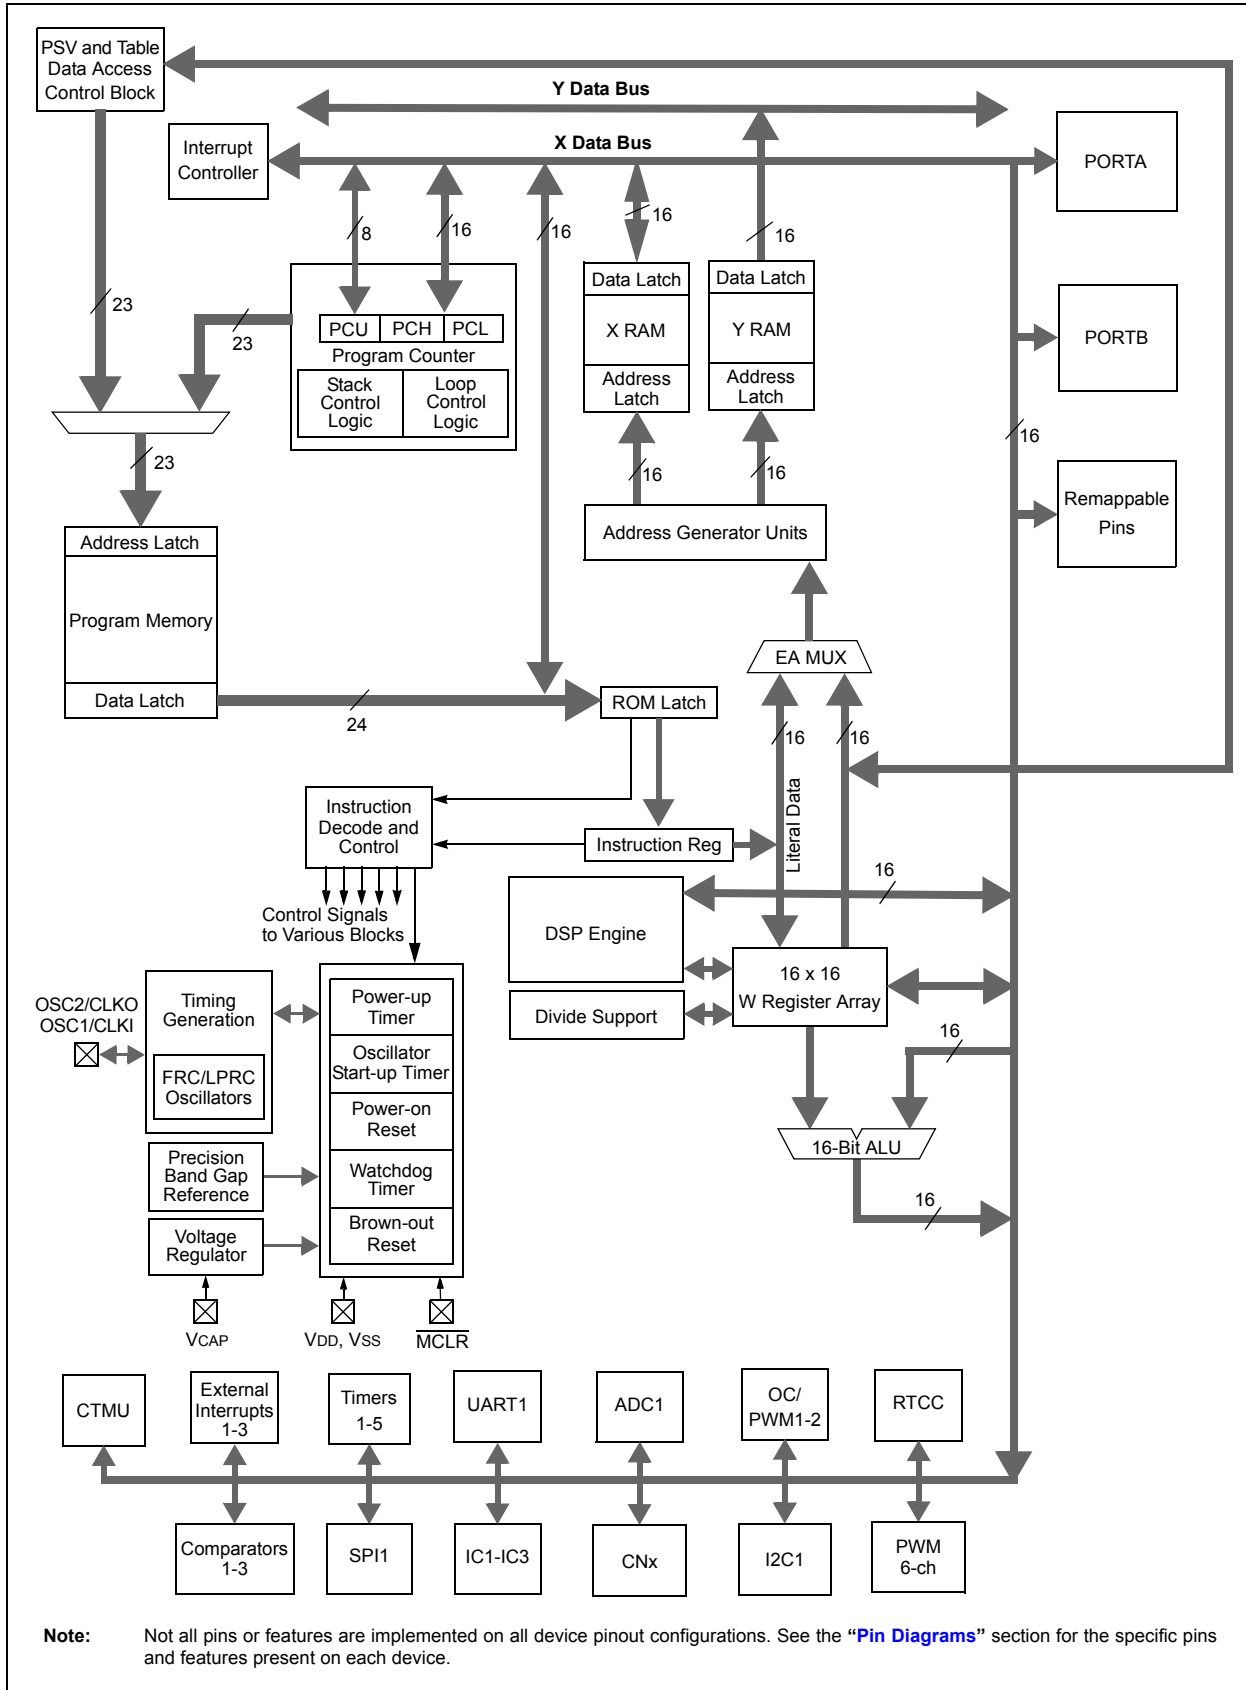 PSV and Table
Data Access
Control Block
Y Data Bus
X Data Bus
Interrupt
Controller
PORTA
8
16
16
16
16
Data Latch
X RAM
Address
Latch
Data Latch
Y RAM
Address
Latch
23
23
PCU PCH PCL
Program Counter
Stack
Control
Logic
Loop
Control
Logic
PORTB
16
23
16
16
Remappable
Pins
Address Generator Units
Address Latch
Program Memory
Data Latch
24
ROM Latch
EA MUX
16
16
Literal Data
Instruction
Decode and
Control
Instruction Reg
Control Signals
to Various Blocks
DSP Engine
16
16 x 16
W Register Array
Divide Support
OSC2/CLKO
OSC1/CLKI
Timing
Generation
FRC/LPRC
Oscillators
Power-up
Timer
Oscillator
Start-up Timer
Power-on
Reset
Watchdog
Timer
Brown-out
Reset
16
16-Bit ALU
16
Precision
Band Gap
Reference
Voltage
Regulator
VCAP
VDD, VSS
MCLR
CTMU
External
Interrupts
1-3
Timers
1-5
UART1
ADC1
OC/
PWM1-2
RTCC
Comparators
1-3
SPI1
IC1-IC3
CNx
I2C1
PWM
6-ch
Note: Not all pins or features are implemented on all device pinout configurations. See the “Pin Diagrams” section for the specific pins
and features present on each device.